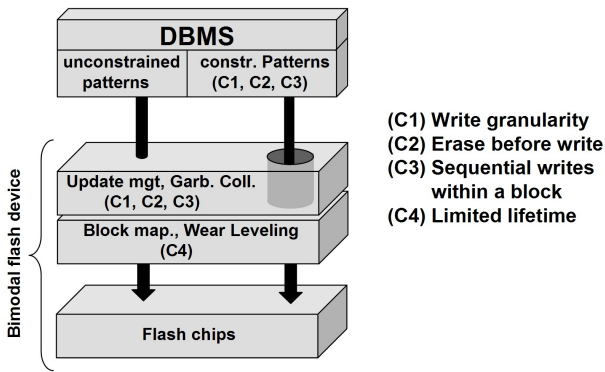 DBMS
unconstrained patterns
constr. Patterns
(C1, C2, C3)
Update mgt, Garb. Coll.
(C1, C2, C3)
Block map., Wear Leveling
(C4)
Flash chips
Bimodal flash device
(C1) Write granularity
(C2) Erase before write
(C3) Sequential writes
within a block
(C4) Limited lifetime